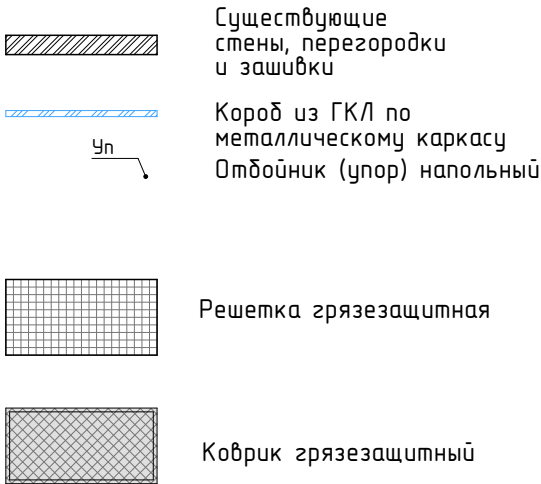 Существующие
стены, перегородки
и зашивки
Короб из ГКЛ по
металлическому каркасу
Уп
Отбойник (упор) напольный
Решетка грязезащитная
Коврик грязезащитный